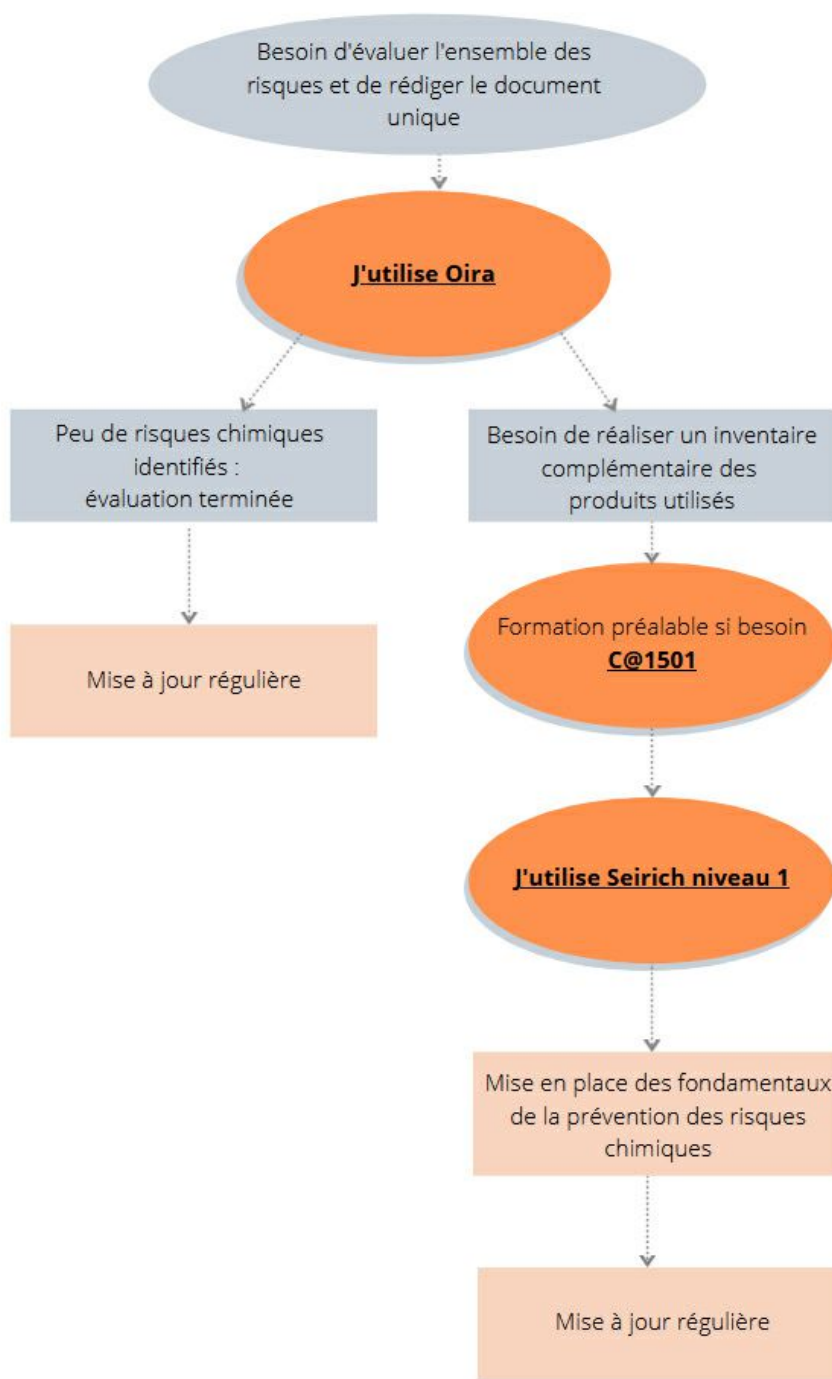 Besoin d'évaluer l'ensemble des
risques et de rédiger le document
unique
J'utilise Oira
Peu de risques chimiques
identifiés :
évaluation terminée
Mise à jour régulière
Besoin de réaliser un inventaire
complémentaire des
produits utilisés
Formation préalable si besoin
C@1501
J'utilise Seirich niveau 1
Mise en place des fondamentaux
de la prévention des risques
chimiques
Mise à jour régulière